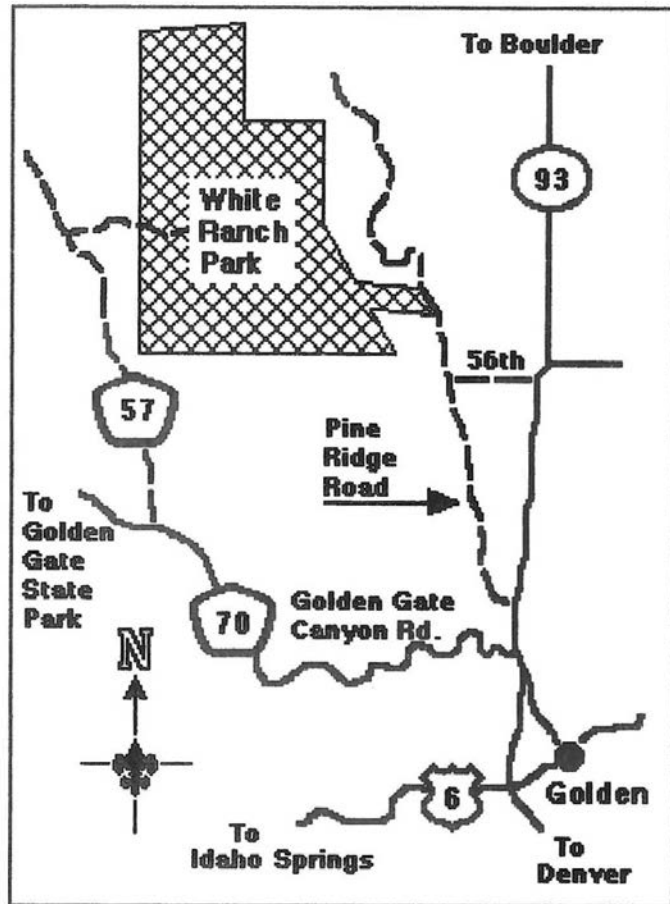 To Boulder
93
White
Ranch
Park
56th
57
Pine
Ridge
Road
To
Golden
Gate
State
Park
70
Golden Gate
Canyon Rd.
N
6
Golden
To
Idaho Springs
To
Denver